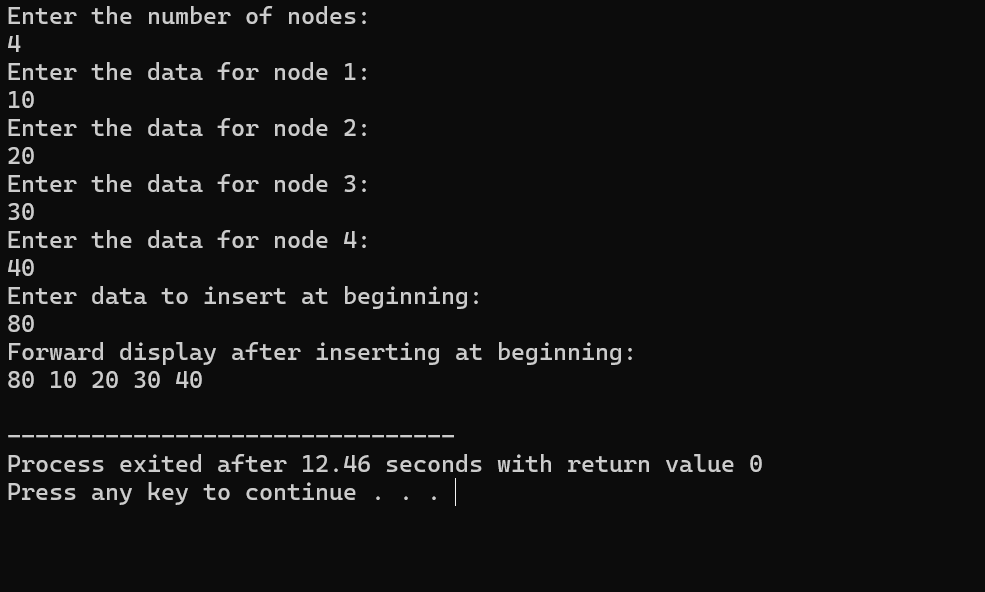 Enter the number of nodes:
4
Enter the data for node 1:
10
Enter the data for node 2:
20
Enter the data for node 3:
30
Enter the data for node 4:
40
Enter data to insert at beginning:
80
Forward display after inserting at beginning:
80 10 20 30 40
--------------------------------
Process exited after 12.46 seconds with return value 0
Press any key to continue . . .